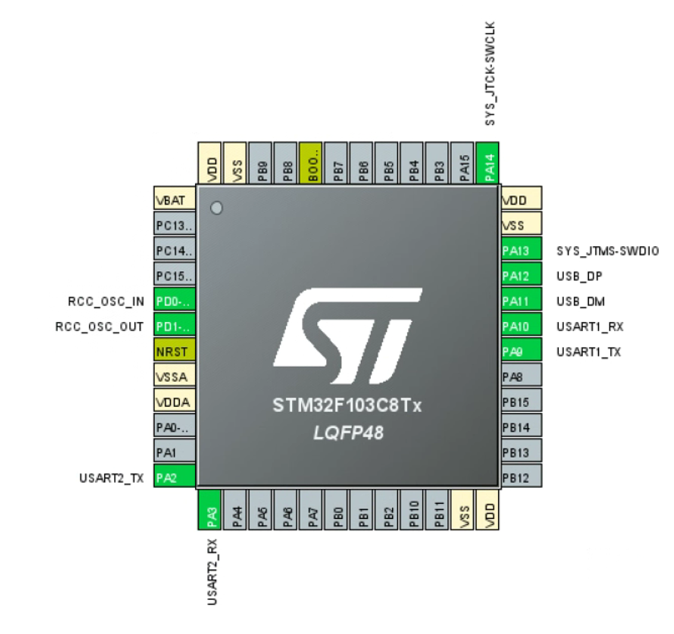 SYS_JTCK-SWCLK
VDD
VSS
PB9
PB8
BOO..
PB7
PB6
PB5
PB4
PB3
PA15
PA14
VBAT
PC13..
PC14..
PC15..
RCC_OSC_IN PD0-..
RCC_OSC_OUT PD1-..
NRST
VSSA
VDDA
PA0-..
PA1
USART2_TX PA2
STM32F103C8Tx
LQFP48
VDD
VSS
PA13 SYS_JTMS-SWDIO
PA12 USB_DP
PA11 USB_DM
PA10 USART1_RX
PA9 USART1_TX
PA8
PB15
PB14
PB13
PB12
PA3
PA4
PA5
PA6
PA7
PB0
PB1
PB2
PB10
PB11
VSS
VDD
USART2_RX